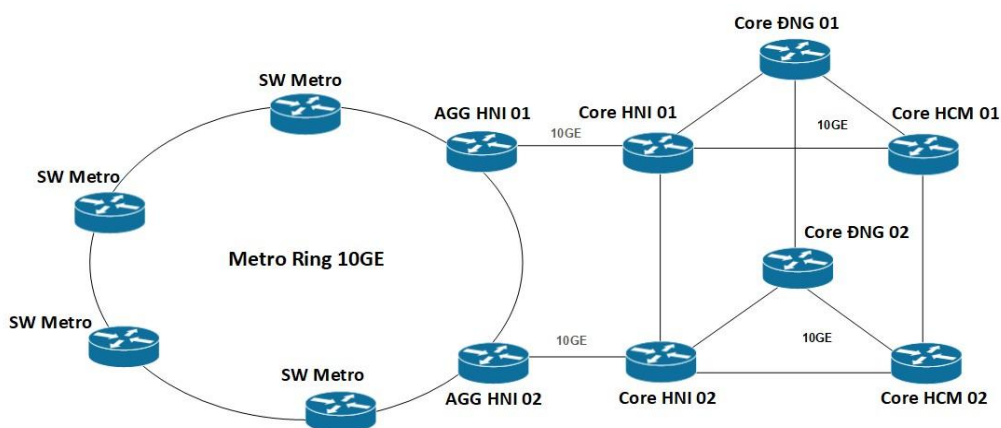 Core ĐNG 01
SW Metro
AGG HNI 01
Core HNI 01
Core HCM 01
10GE
10GE
SW Metro
Core ĐNG 02
Metro Ring 10GE
SW Metro
10GE
10GE
SW Metro
AGG HNI 02
Core HNI 02
Core HCM 02